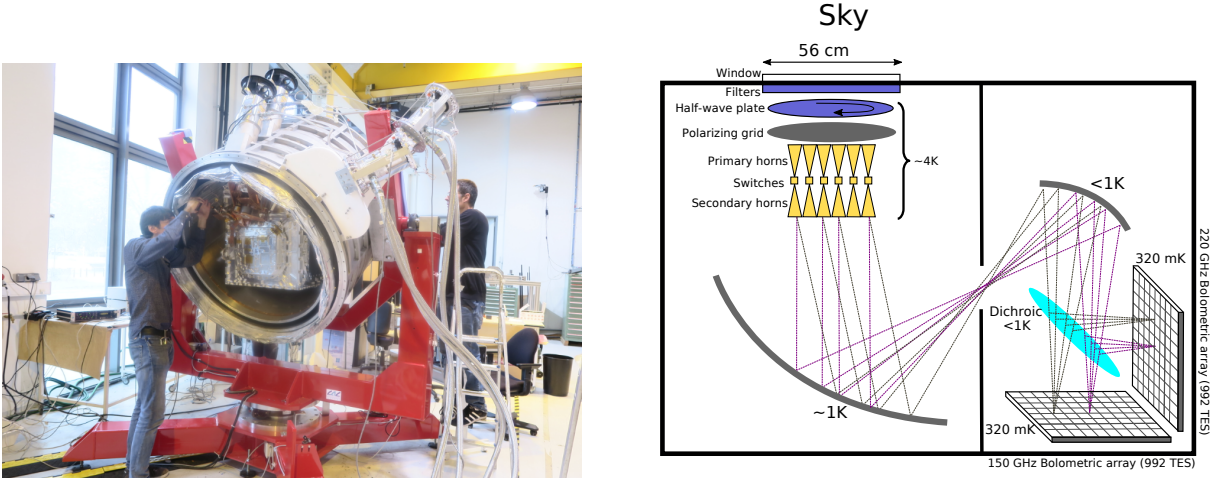 Sky
56 cm
Window
Filters
Half-wave plate
Polarizing grid
Primary horns
Switches
Secondary horns
~4K
<1K
~1K
Dichroic
<1K
320 mK
320 mK
220 GHz Bolometric array (992 TES)
150 GHz Bolometric array (992 TES)